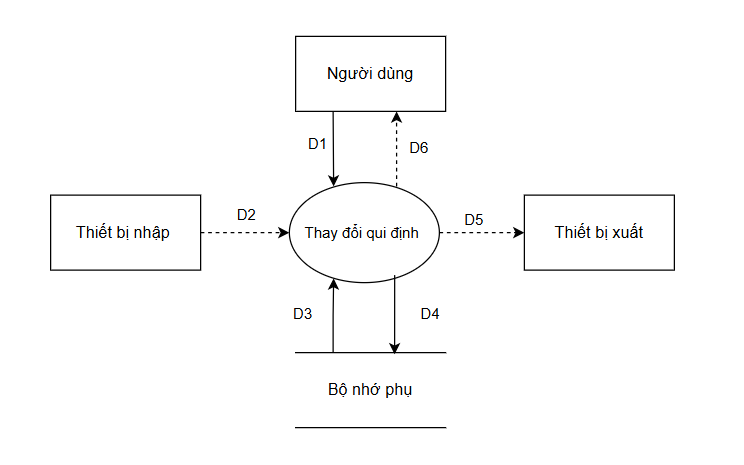 Người dùng
D1
D6
Thiết bị nhập
D2
Thay đổi qui định
D5
Thiết bị xuất
D3
D4
Bộ nhớ phụ